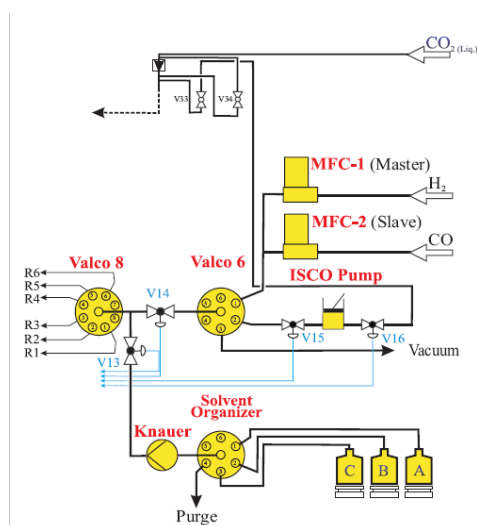 CO2 (Liq.)
V33
V34
MFC-1 (Master)
H2
MFC-2 (Slave)
CO
Valco 8
Valco 6
ISCO Pump
R6
R5
R4
R3
R2
R1
V14
V15
V16
V13
Vacuum
Solvent
Organizer
Knauer
C
B
A
Purge